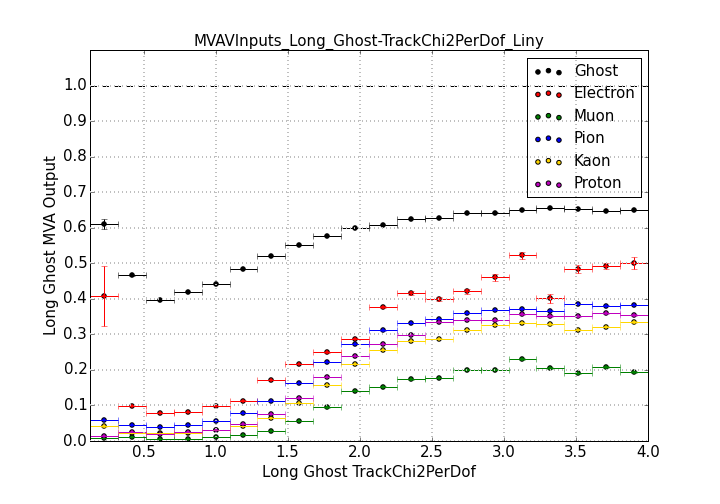 MVAVInputs_Long_Ghost-TrackChi2PerDof_Liny
Long Ghost MVA Output
1.0
0.9
0.8
0.7
0.6
0.5
0.4
0.3
0.2
0.1
0.0
Ghost
Electron
Muon
Pion
Kaon
Proton
0.5 1.0 1.5 2.0 2.5 3.0 3.5 4.0
Long Ghost TrackChi2PerDof